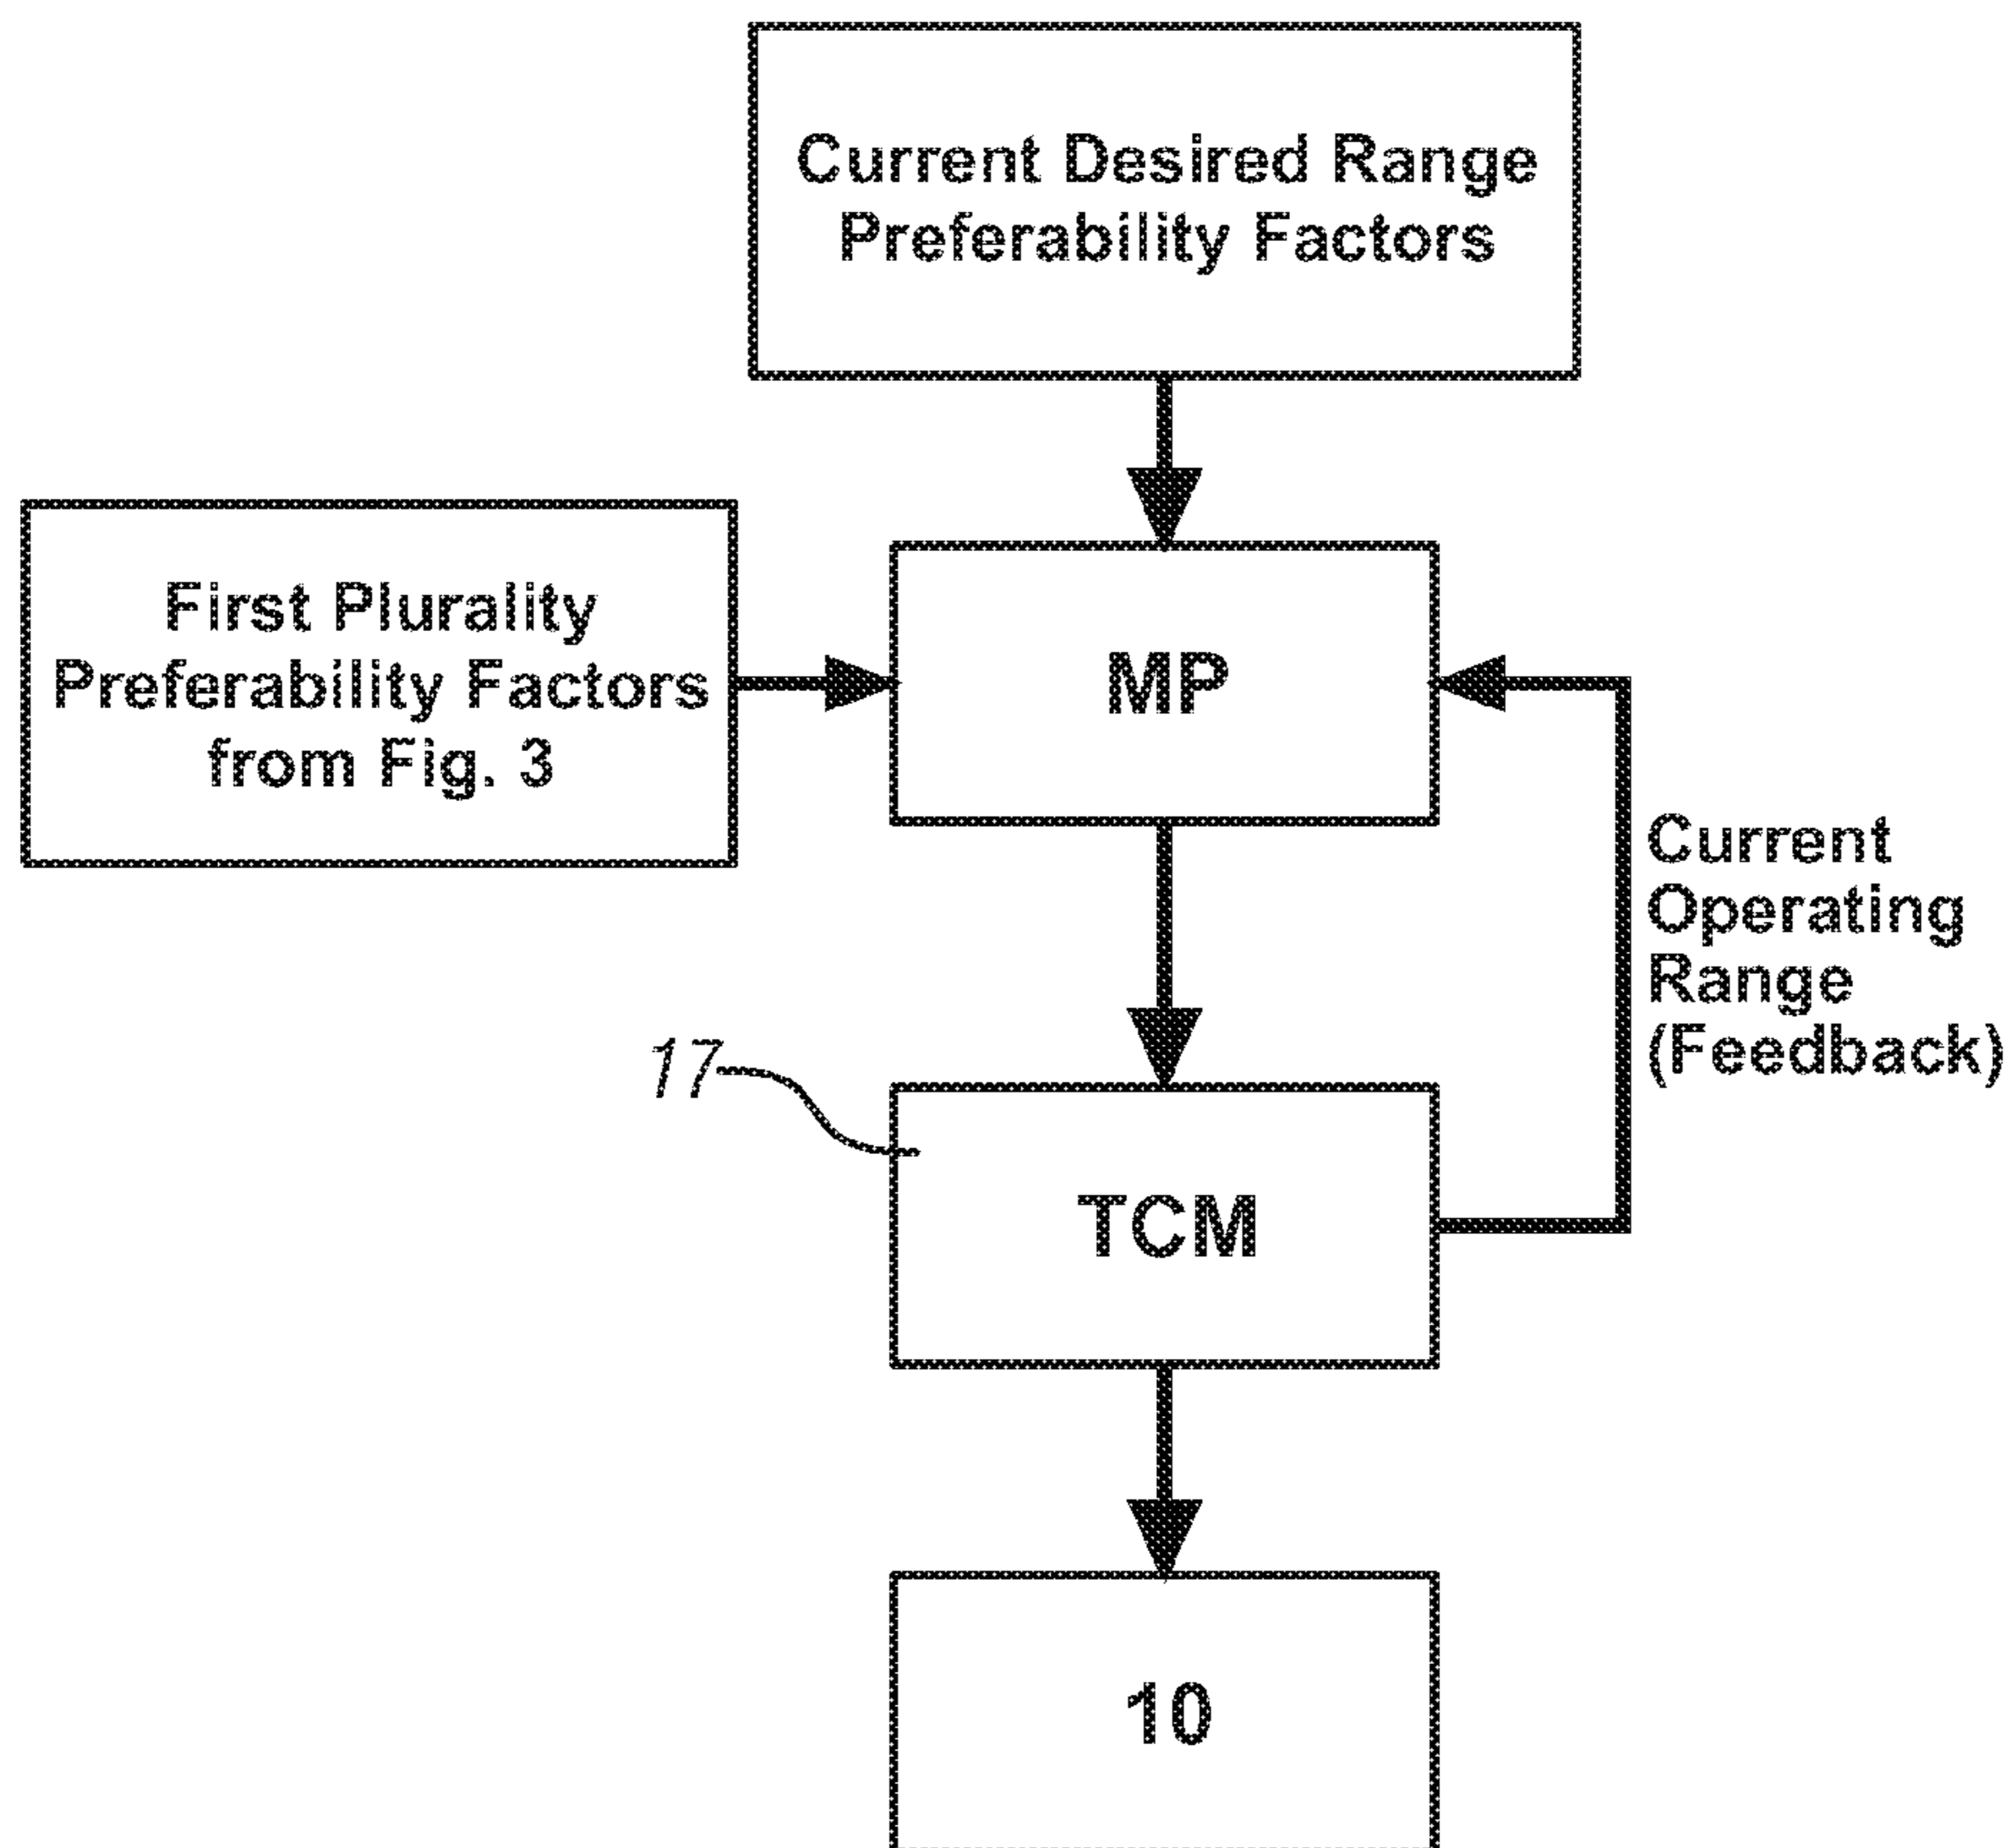 Current Desired Range
Preferability Factors
First Plurality
Preferability Factors
from Fig. 3
MP
Current
Operating
Range
(Feedback)
17
TCM
10